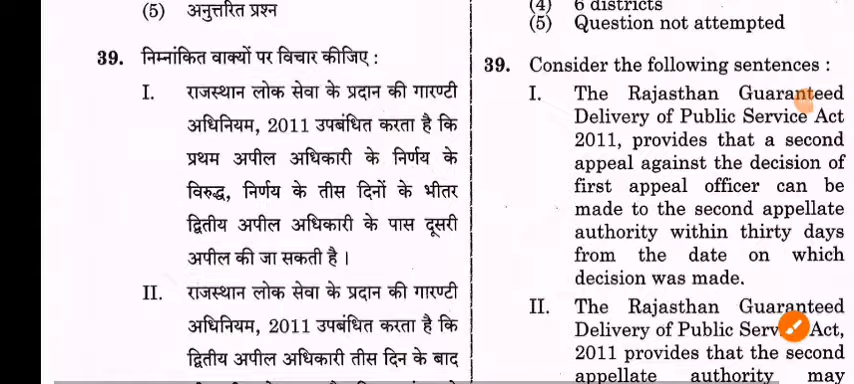 (5) अनुत्तरित प्रश्न
39. निम्नांकित वाक्यों पर विचार कीजिए :
I. राजस्थान लोक सेवा के प्रदान की गारण्टी
अधिनियम, 2011 उपबंधित करता है कि
प्रथम अपील अधिकारी के निर्णय के
विरुद्ध, निर्णय के तीस दिनों के भीतर
द्वितीय अपील अधिकारी के पास दूसरी
अपील की जा सकती है ।
II. राजस्थान लोक सेवा के प्रदान की गारण्टी
अधिनियम, 2011 उपबंधित करता है कि
द्वितीय अपील अधिकारी तीस दिन के बाद
(4) 6 districts
(5) Question not attempted
39. Consider the following sentences :
I. The Rajasthan Guaranteed
Delivery of Public Service Act
2011, provides that a second
appeal against the decision of
first appeal officer can be
made to the second appellate
authority within thirty days
from the date on which
decision was made.
II. The Rajasthan Guaranteed
Delivery of Public Serv Act,
2011 provides that the second
appellate authority may